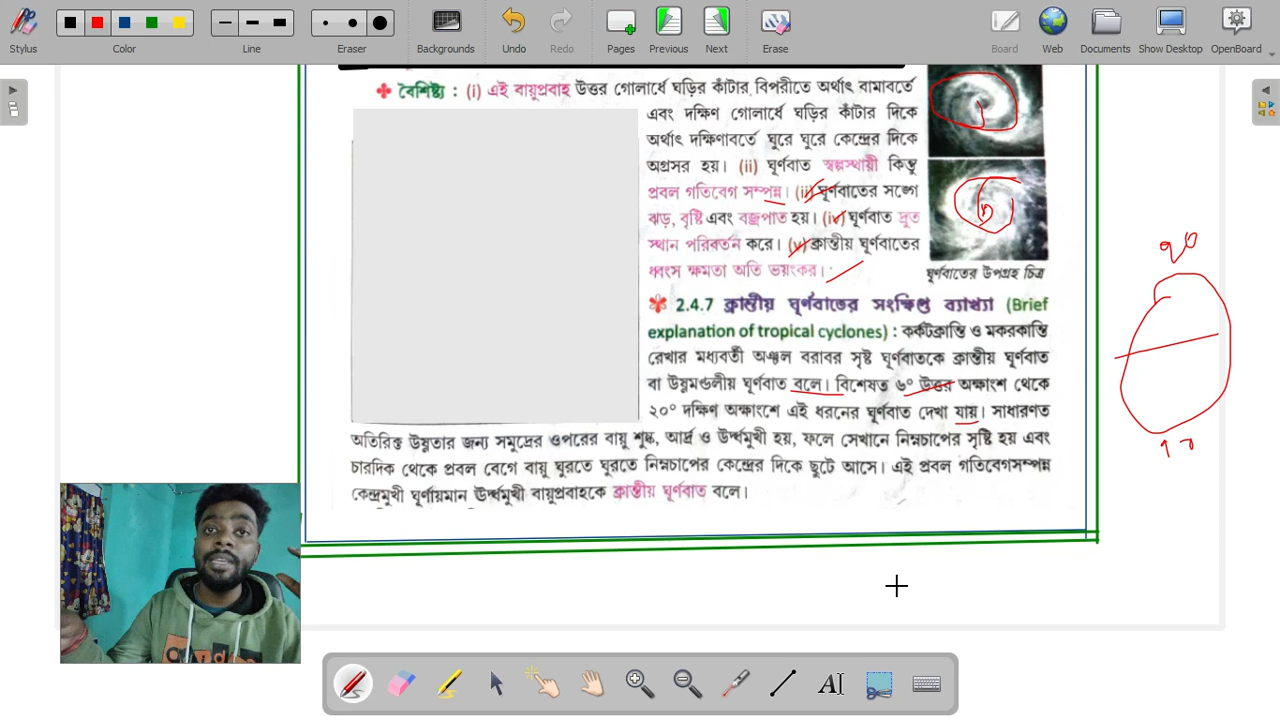 Stylus
Color
Line
Eraser
Backgrounds
Undo
Redo
Pages
Previous
Next
Erase
Board
Web
Documents
Show Desktop
OpenBoard
বৈশিষ্ট্য : (i) এই বায়ুপ্রবাহ উত্তর গোলার্ধে ঘড়ির কাঁটার বিপরীতে অর্থাৎ বামাবর্তে
এবং দক্ষিণ গোলার্ধে ঘড়ির কাঁটার দিকে
অর্থাৎ দক্ষিণাবর্তে ঘুরে ঘুরে কেন্দ্রের দিকে
অগ্রসর হয়। (ii) ঘূর্ণবাত স্বল্পস্থায়ী কিন্তু
প্রবল গতিবেগ সম্পন্ন। (iii) ঘূর্ণবাতের সঙ্গে
ঝড়, বৃষ্টি এবং বজ্রপাত হয়। (iv) ঘূর্ণবাত দ্রুত
স্থান পরিবর্তন করে। (v) ক্রান্তীয় ঘূর্ণবাতের
ধ্বংস ক্ষমতা অতি ভয়ংকর।
ঘূর্ণবাতের উপগ্রহ চিত্র
2.4.7 ক্রান্তীয় ঘূর্ণবাতের সংক্ষিপ্ত ব্যাখ্যা (Brief
explanation of tropical cyclones) : কর্কটক্রান্তি ও মকরকান্তি
রেখার মধ্যবর্তী অঞ্চল বরাবর সৃষ্ট ঘূর্ণবাতকে ক্রান্তীয় ঘূর্ণবাত
বা উষ্ণমণ্ডলীয় ঘূর্ণবাত বলে। বিশেষত ৬° উত্তর অক্ষাংশ থেকে
২০° দক্ষিণ অক্ষাংশে এই ধরনের ঘূর্ণবাত দেখা যায়। সাধারণত
অতিরিক্ত উষ্ণতার জন্য সমুদ্রের ওপরের বায়ু শুষ্ক, আর্দ্র ও উর্ধ্বমুখী হয়, ফলে সেখানে নিম্নচাপের সৃষ্টি হয় এবং
চারদিক থেকে প্রবল বেগে বায়ু ঘুরতে ঘুরতে নিম্নচাপের কেন্দ্রের দিকে ছুটে আসে। এই প্রবল গতিবেগসম্পন্ন
কেন্দ্রমুখী ঘূর্ণায়মান ঊর্ধ্বমুখী বায়ুপ্রবাহকে ক্রান্তীয় ঘূর্ণবাত বলে।